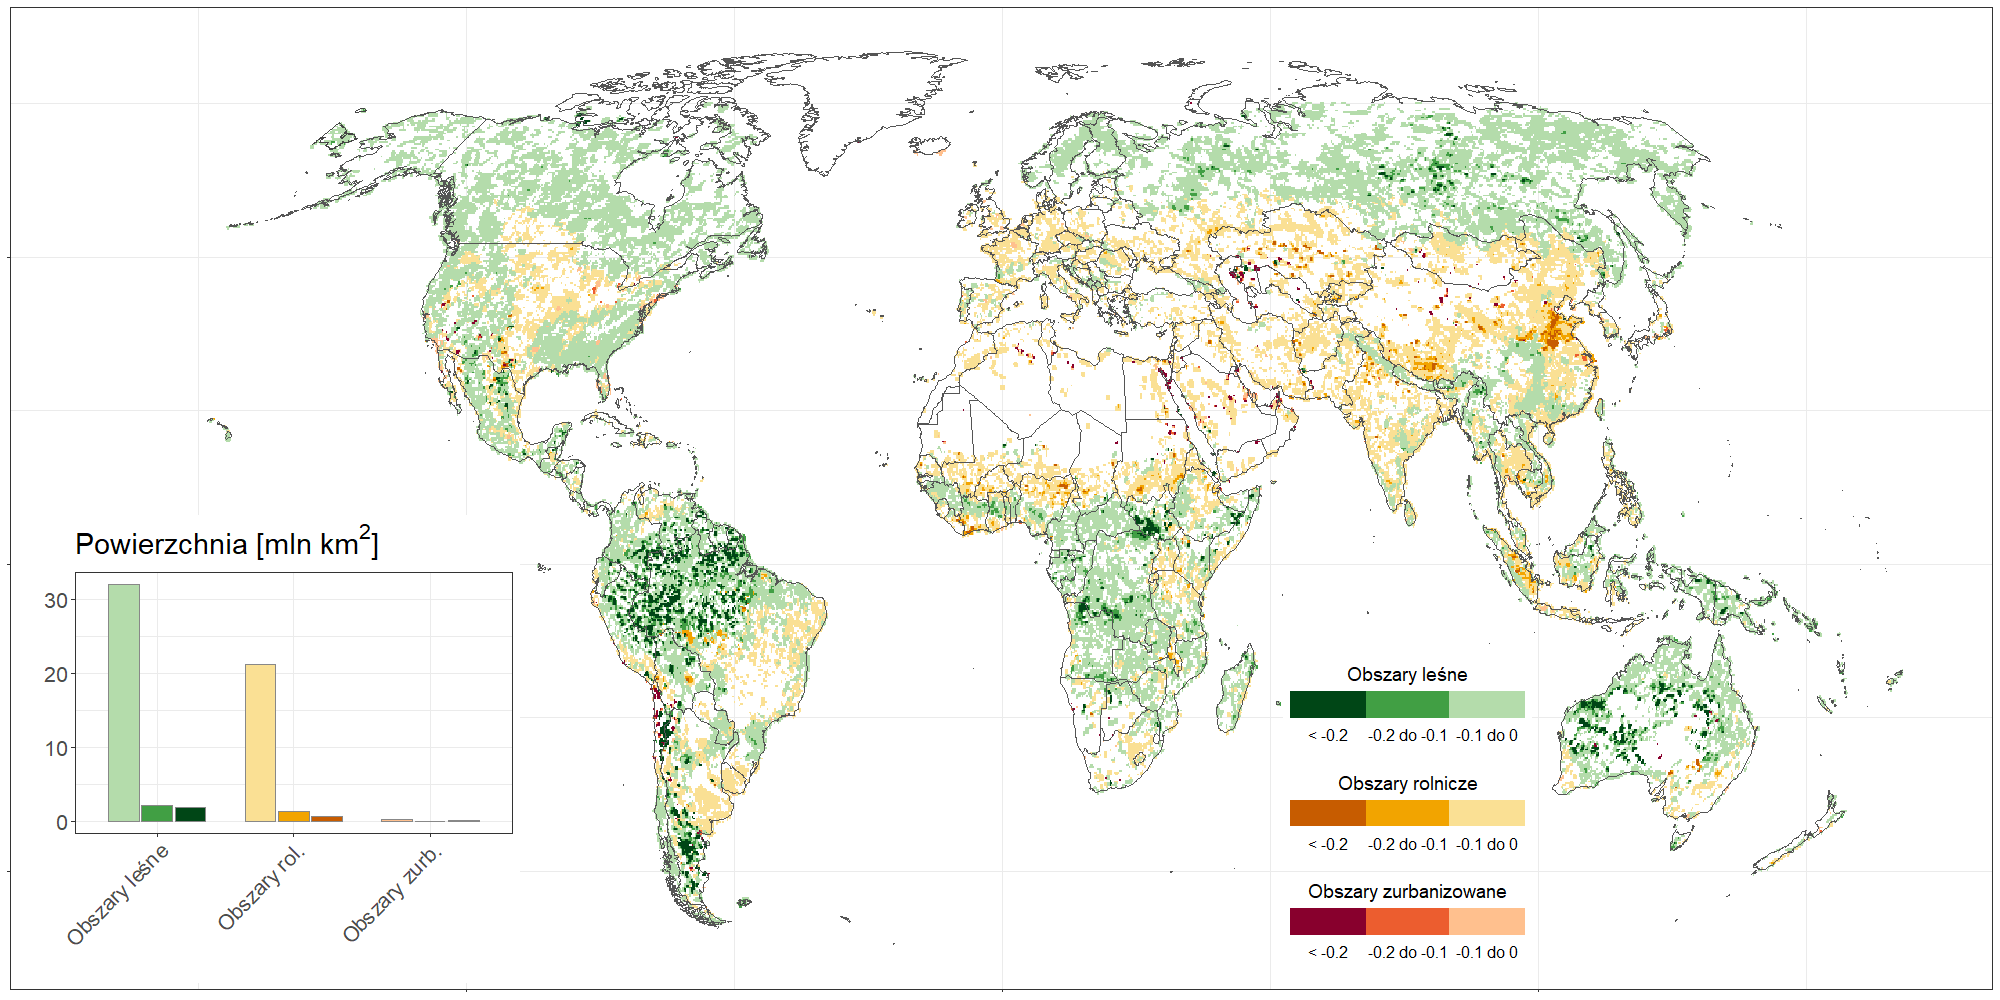 Powierzchnia [mln km²]
30
20
10
0
Obszary leśne
Obszary rol.
Obszary zurb.
Obszary leśne
< -0.2 -0.2 do -0.1 -0.1 do 0
Obszary rolnicze
< -0.2 -0.2 do -0.1 -0.1 do 0
Obszary zurbanizowane
< -0.2 -0.2 do -0.1 -0.1 do 0